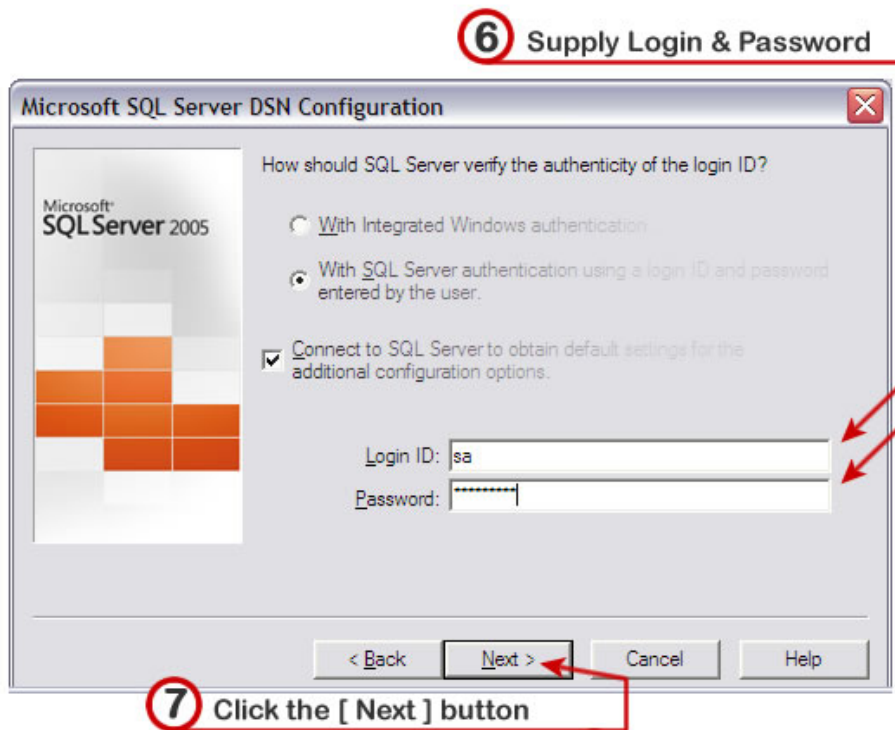 6 Supply Login & Password
Microsoft SQL Server DSN Configuration
How should SQL Server verify the authenticity of the login ID?
Microsoft
SQL Server 2005
With Integrated Windows authentication.
With SQL Server authentication using a login ID and password
entered by the user.
Connect to SQL Server to obtain default settings for the
additional configuration options.
Login ID: sa
Password: *********
< Back
Next >
Cancel
Help
7 Click the [ Next ] button